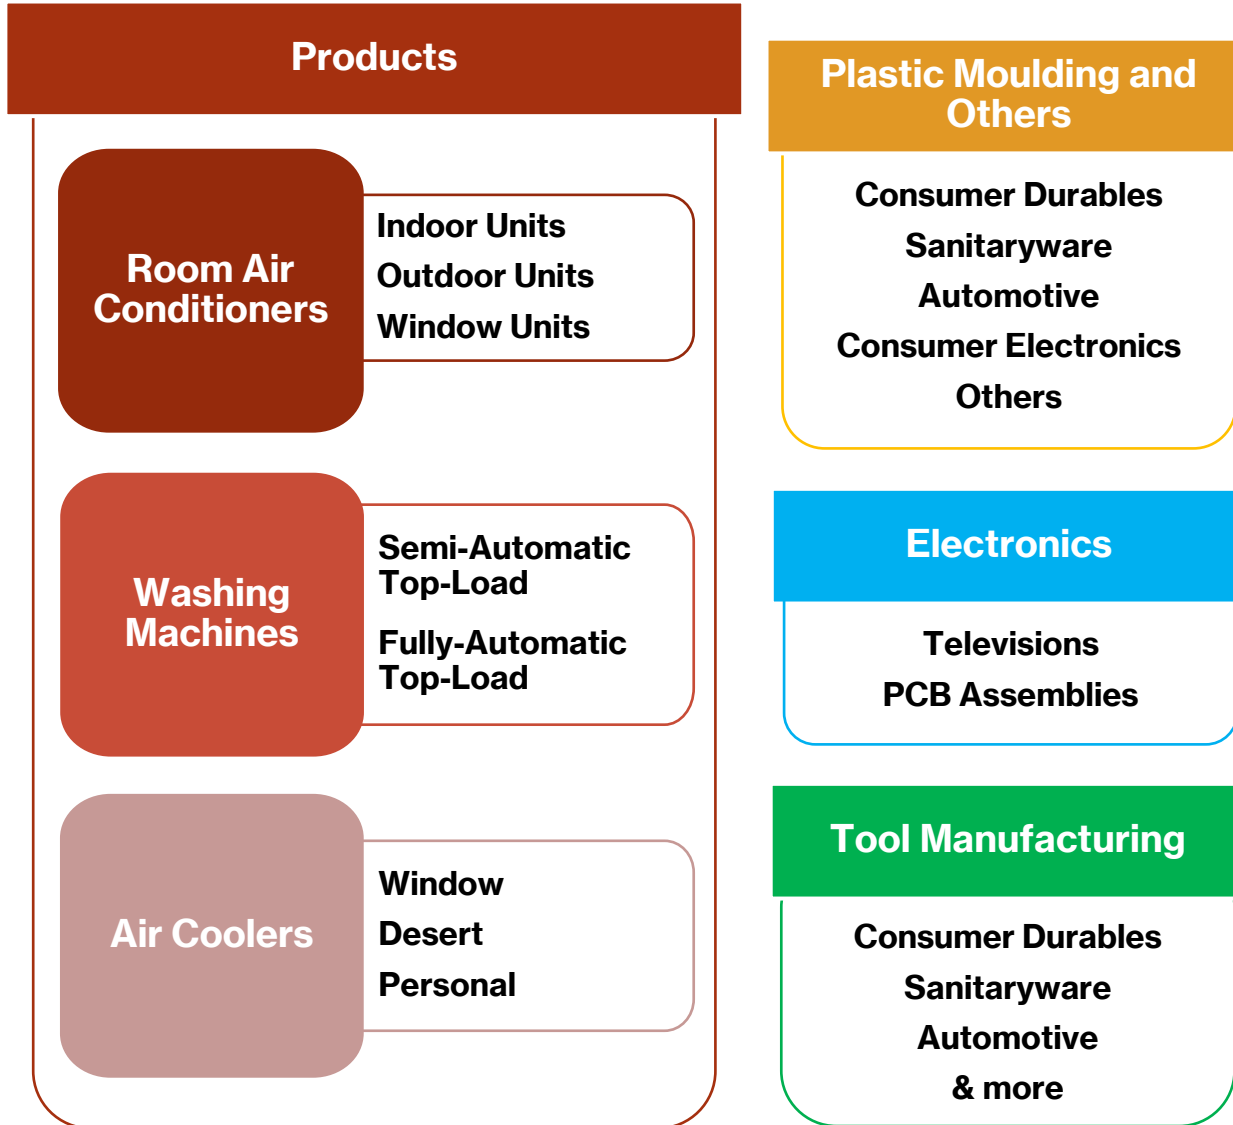 Products
Room Air
Conditioners
Indoor Units
Outdoor Units
Window Units
Washing
Machines
Semi-Automatic
Top-Load
Fully-Automatic
Top-Load
Air Coolers
Window
Desert
Personal
Plastic Moulding and
Others
Consumer Durables
Sanitaryware
Automotive
Consumer Electronics
Others
Electronics
Televisions
PCB Assemblies
Tool Manufacturing
Consumer Durables
Sanitaryware
Automotive
& more